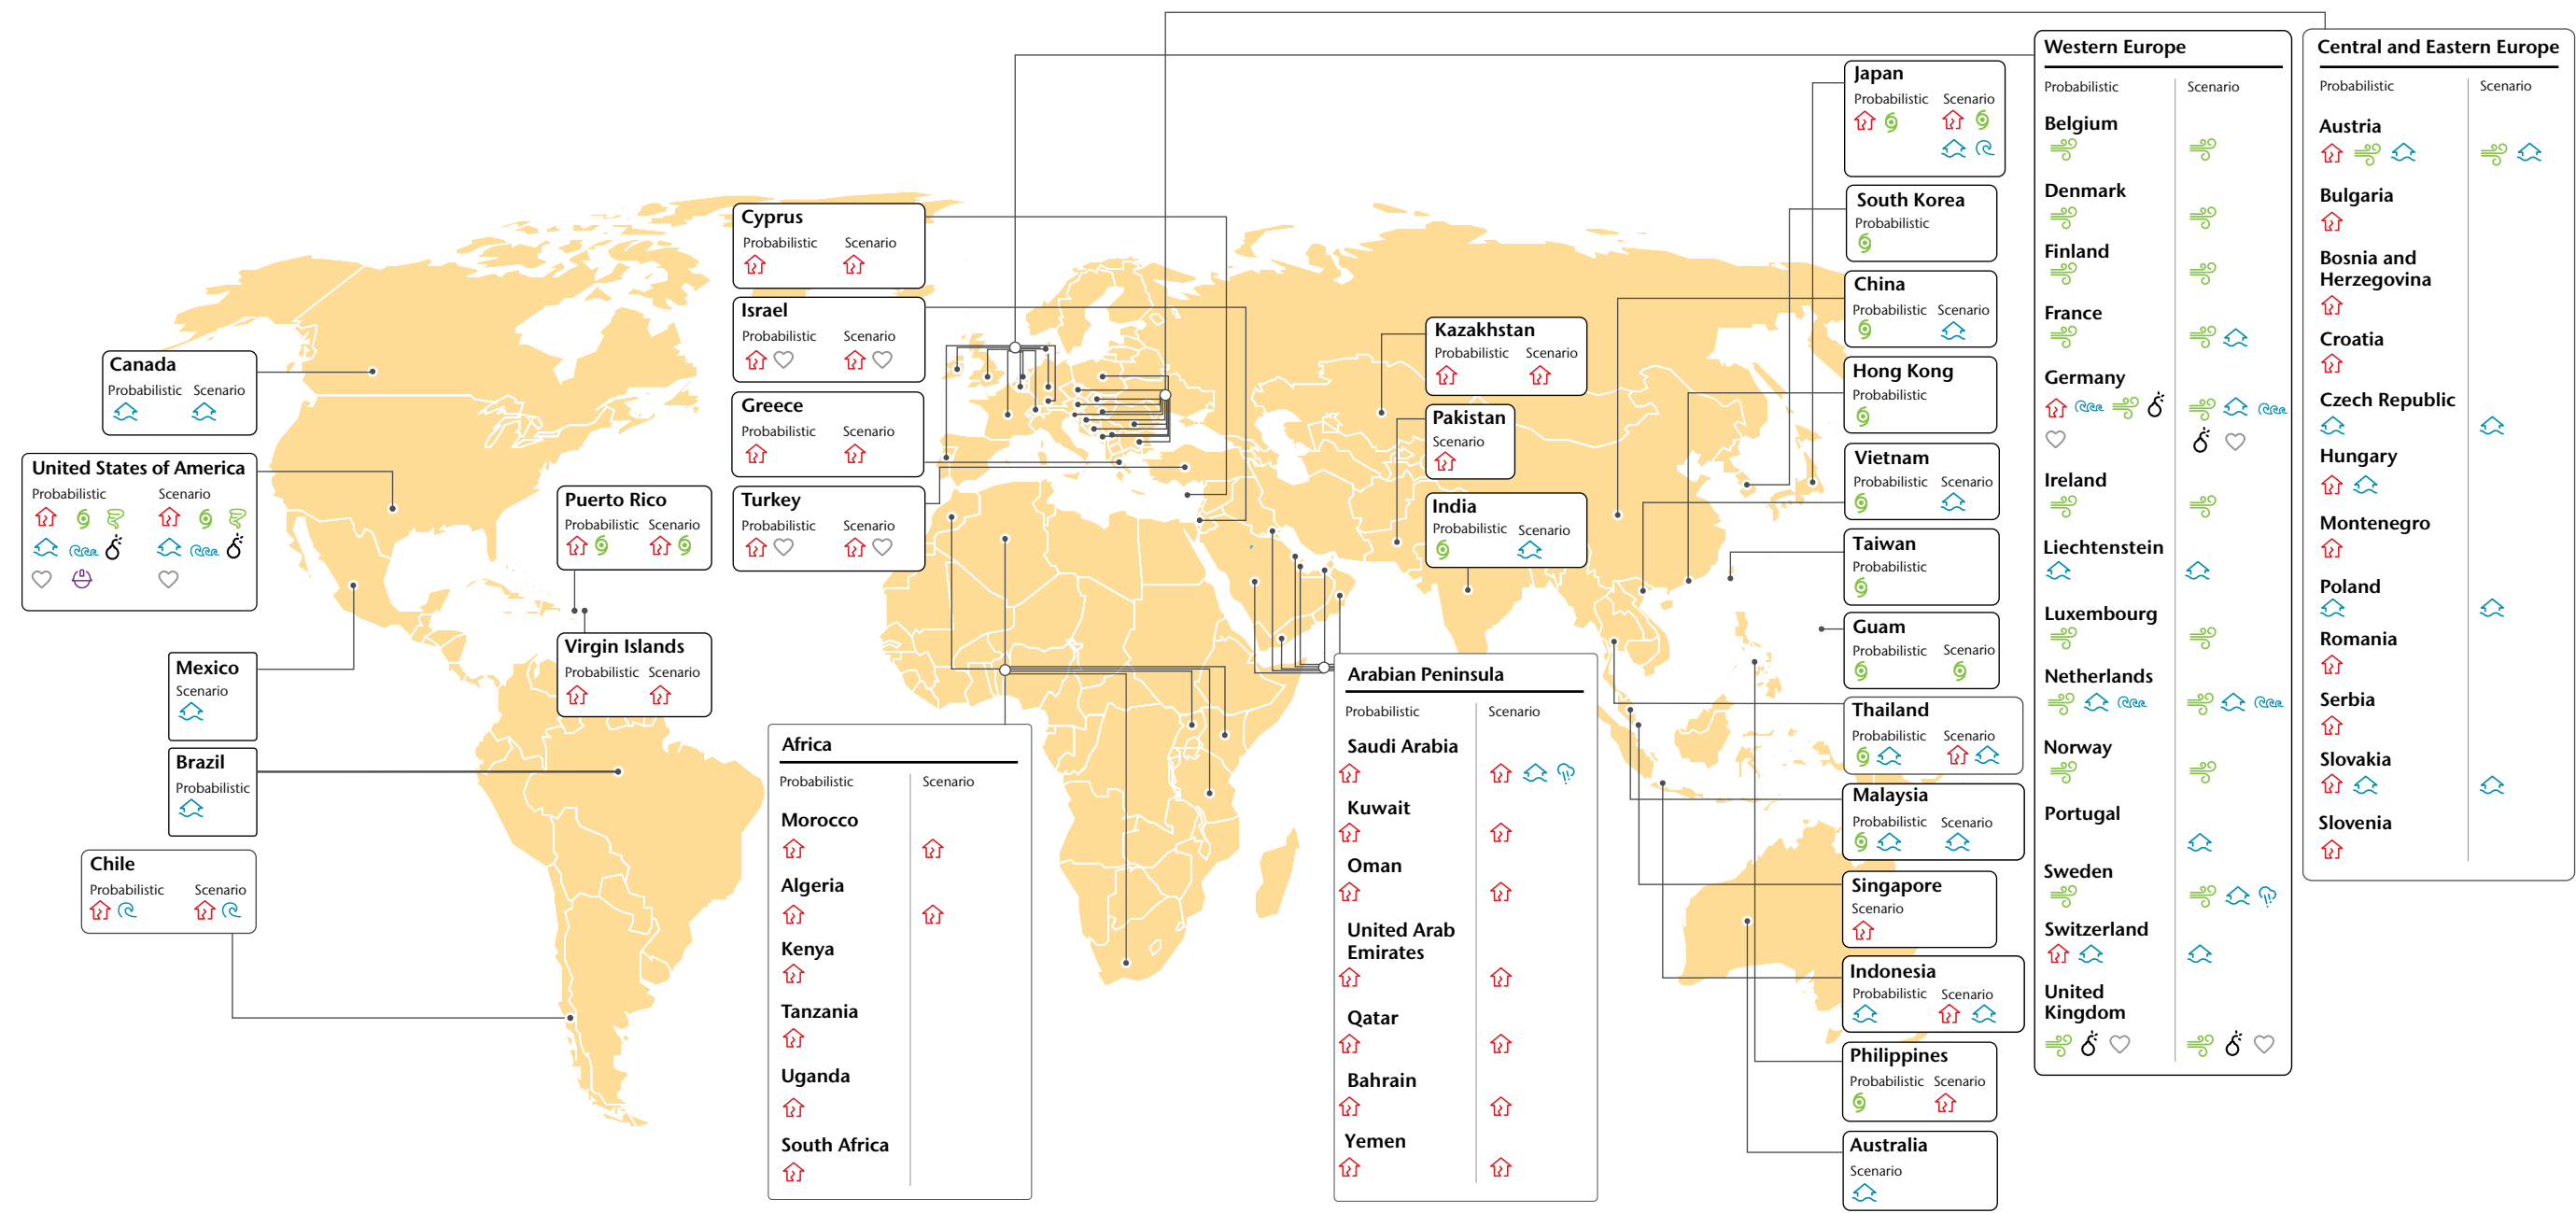 Canada
Probabilistic Scenario
United States of America
Probabilistic Scenario
Mexico
Scenario
Brazil
Probabilistic
Chile
Probabilistic Scenario
Puerto Rico
Probabilistic Scenario
Virgin Islands
Probabilistic Scenario
Cyprus
Probabilistic Scenario
Israel
Probabilistic Scenario
Greece
Probabilistic Scenario
Turkey
Probabilistic Scenario
Africa
Probabilistic Scenario
Morocco
Algeria
Kenya
Tanzania
Uganda
South Africa
Kazakhstan
Probabilistic Scenario
Pakistan
Scenario
India
Probabilistic Scenario
Arabian Peninsula
Probabilistic Scenario
Saudi Arabia
Kuwait
Oman
United Arab
Emirates
Qatar
Bahrain
Yemen
Japan
Probabilistic Scenario
South Korea
Probabilistic
China
Probabilistic Scenario
Hong Kong
Probabilistic
Vietnam
Probabilistic Scenario
Taiwan
Probabilistic
Guam
Probabilistic Scenario
Thailand
Probabilistic Scenario
Malaysia
Probabilistic Scenario
Singapore
Scenario
Indonesia
Probabilistic Scenario
Philippines
Probabilistic Scenario
Australia
Scenario
Western Europe
Probabilistic Scenario
Belgium
Denmark
Finland
France
Germany
Ireland
Liechtenstein
Luxembourg
Netherlands
Norway
Portugal
Sweden
Switzerland
United
Kingdom
Central and Eastern Europe
Probabilistic Scenario
Austria
Bulgaria
Bosnia and
Herzegovina
Croatia
Czech Republic
Hungary
Montenegro
Poland
Romania
Serbia
Slovakia
Slovenia